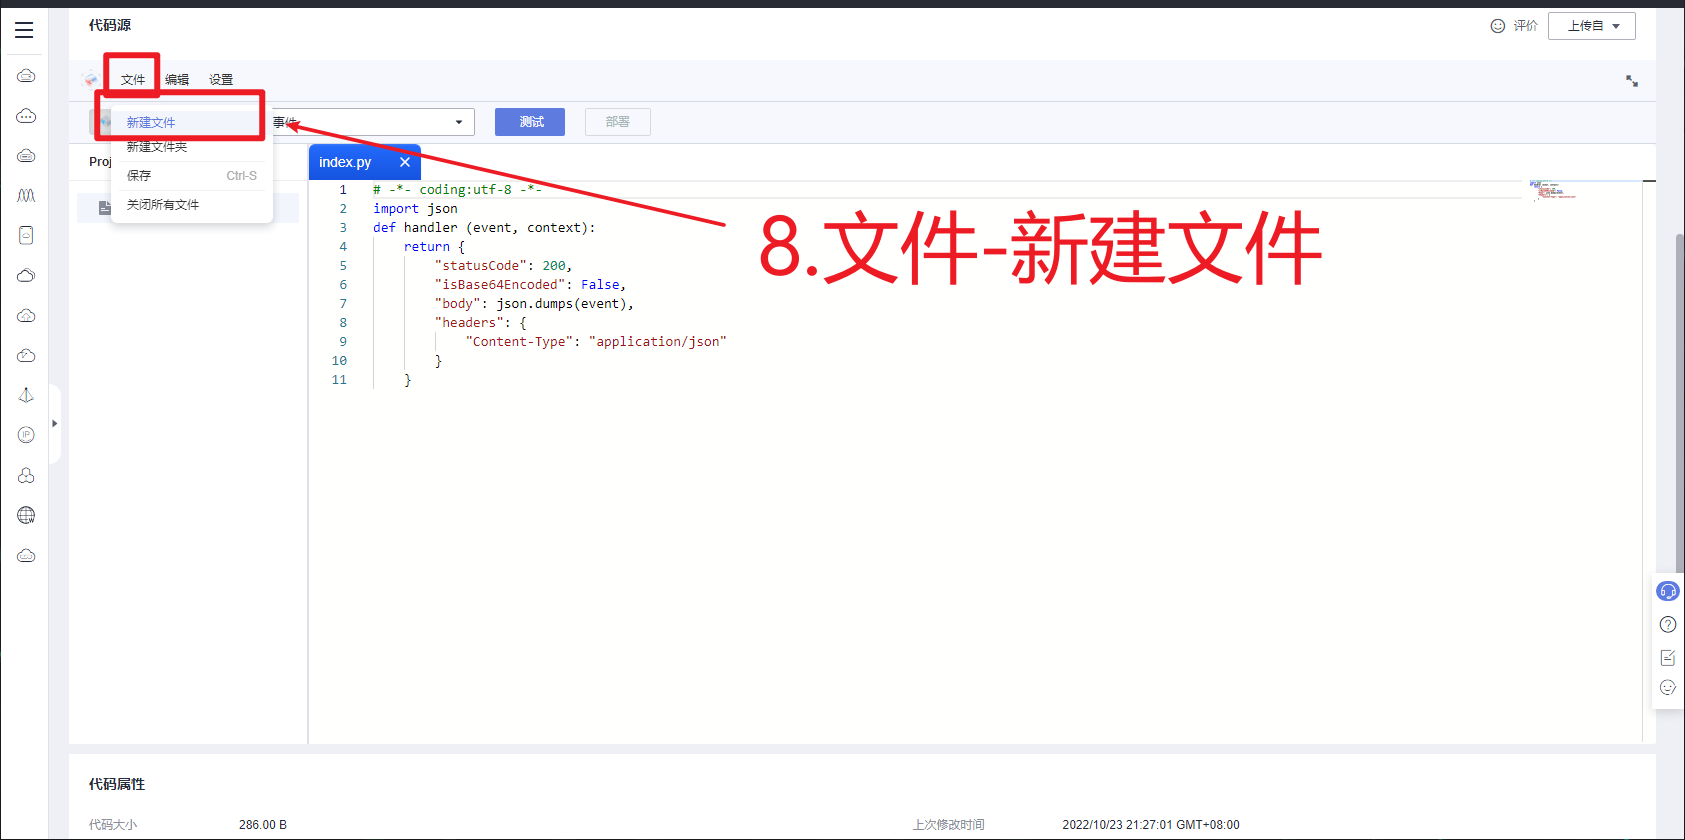 代码源
评价
上传自
文件 编辑 设置
新建文件
事件
测试
部署
新建文件夹
保存 Ctrl-S
关闭所有文件
Proj
index.py
1 # -*- coding:utf-8 -*-
2 import json
3 def handler (event, context):
4 return {
5 "statusCode": 200,
6 "isBase64Encoded": False,
7 "body": json.dumps(event),
8 "headers": {
9 "Content-Type": "application/json"
10 }
11 }
8.文件-新建文件
代码属性
代码大小 286.00 B
上次修改时间 2022/10/23 21:27:01 GMT+08:00